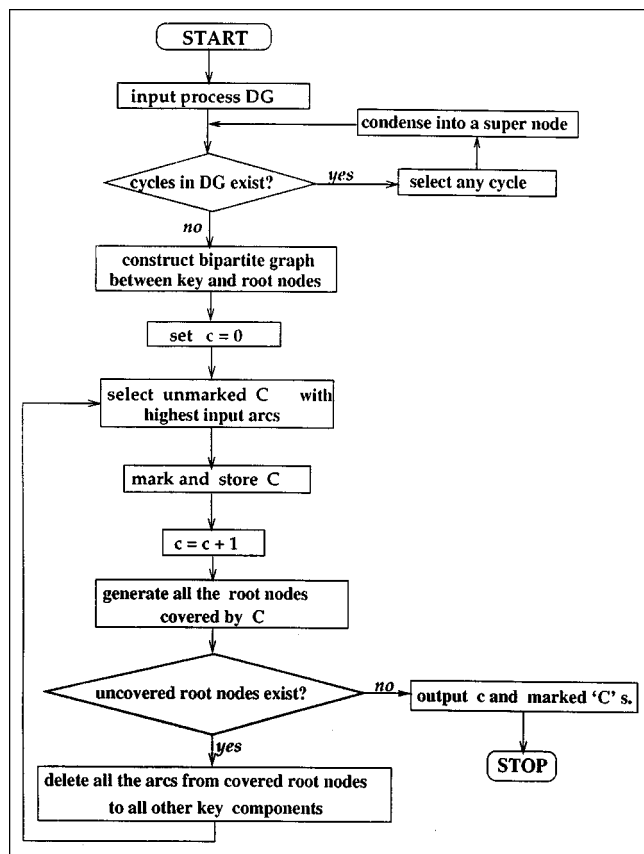 START
input process DG
condense into a super node
cycles in DG exist?
yes
select any cycle
no
construct bipartite graph
between key and root nodes
set c = 0
select unmarked C with
highest input arcs
mark and store C
c = c + 1
generate all the root nodes
covered by C
uncovered root nodes exist?
no
output c and marked 'C' s.
yes
STOP
delete all the arcs from covered root nodes
to all other key components